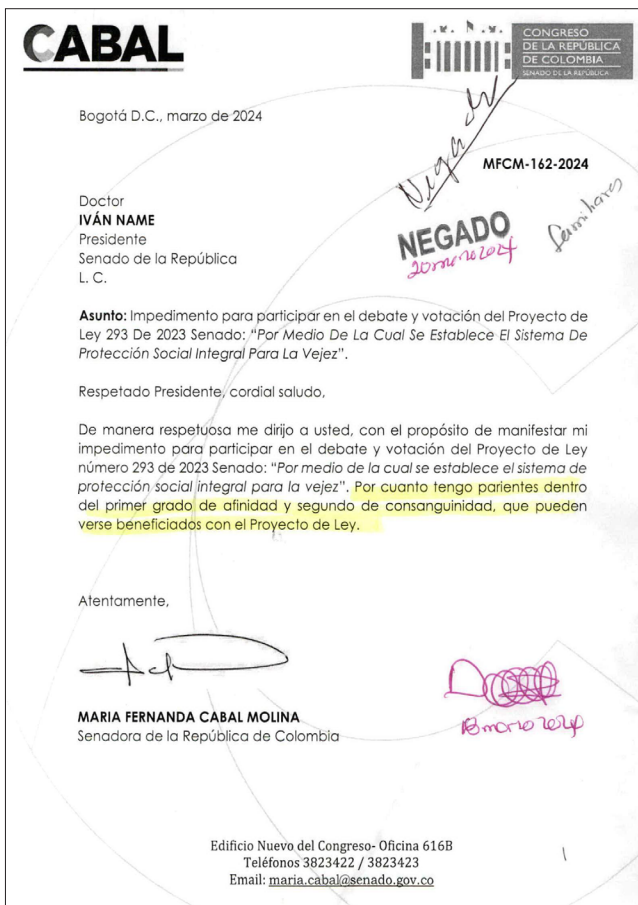 CABAL
CONGRESO
DE LA REPÚBLICA
DE COLOMBIA
SENADO DE LA REPÚBLICA
Bogotá D.C., marzo de 2024
Negado
MFCM-162-2024
Doctor
IVÁN NAME
Presidente
Senado de la República
L. C.
NEGADO
Familiares
Asunto: Impedimento para participar en el debate y votación del Proyecto de
Ley 293 De 2023 Senado: “Por Medio De La Cual Se Establece El Sistema De
Protección Social Integral Para La Vejez”.
Respetado Presidente, cordial saludo,
De manera respetuosa me dirijo a usted, con el propósito de manifestar mi
impedimento para participar en el debate y votación del Proyecto de Ley
número 293 de 2023 Senado: “Por medio de la cual se establece el sistema de
protección social integral para la vejez”. Por cuanto tengo parientes dentro
del primer grado de afinidad y segundo de consanguinidad, que pueden
verse beneficiados con el Proyecto de Ley.
Atentamente,
MARIA FERNANDA CABAL MOLINA
Senadora de la República de Colombia
Edificio Nuevo del Congreso- Oficina 616B
Teléfonos 3823422 / 3823423
Email: maria.cabal@senado.gov.co